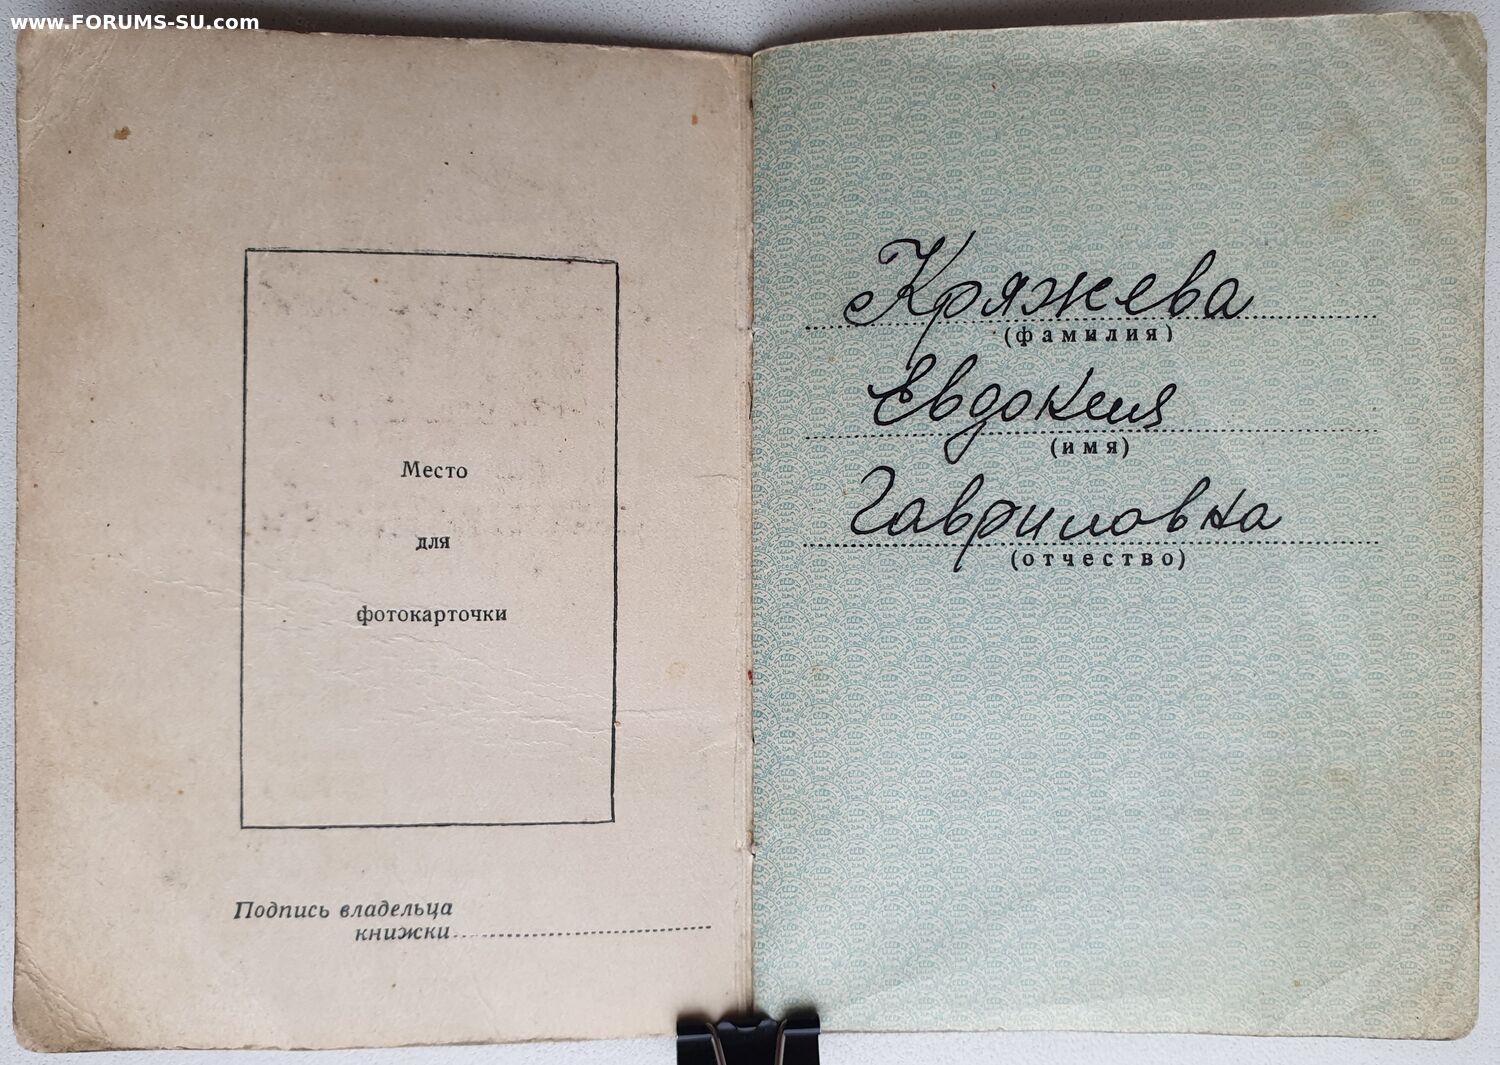 www.FORUMS-SU.com
Место
для
фотокарточки
Подпись владельца
книжки
Кряжева
(фамилия)
Евдокия
(имя)
Гавриловна
(отчество)